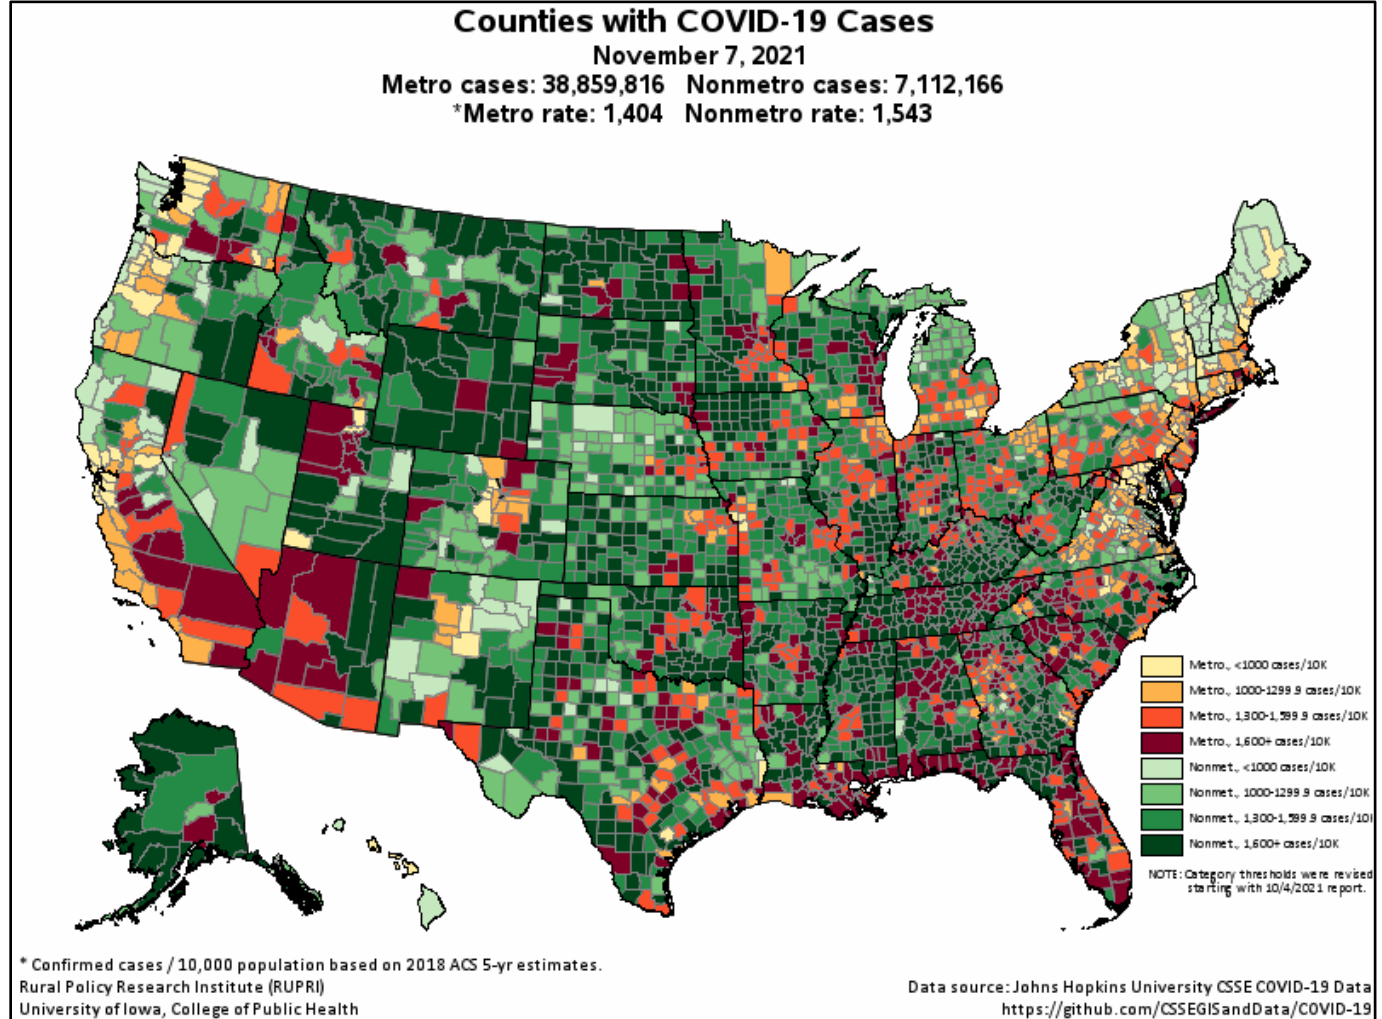 Counties with COVID-19 Cases
November 7, 2021
Metro cases: 38,859,816 Nonmetro cases: 7,112,166
*Metro rate: 1,404 Nonmetro rate: 1,543
Metro., <1000 cases/10K
Metro., 1000-1299.9 cases/10K
Metro., 1,300-1,599.9 cases/10K
Metro., 1,600+ cases/10K
Nonmet., <1000 cases/10K
Nonmet., 1000-1299.9 cases/10K
Nonmet., 1,300-1,599.9 cases/10K
Nonmet., 1,600+ cases/10K
NOTE: Category thresholds were revised
starting with 10/4/2021 report.
* Confirmed cases / 10,000 population based on 2018 ACS 5-yr estimates.
Rural Policy Research Institute (RUPRI)
University of Iowa, College of Public Health
Data source: Johns Hopkins University CSSE COVID-19 Data
https://github.com/CSSEGISandData/COVID-19